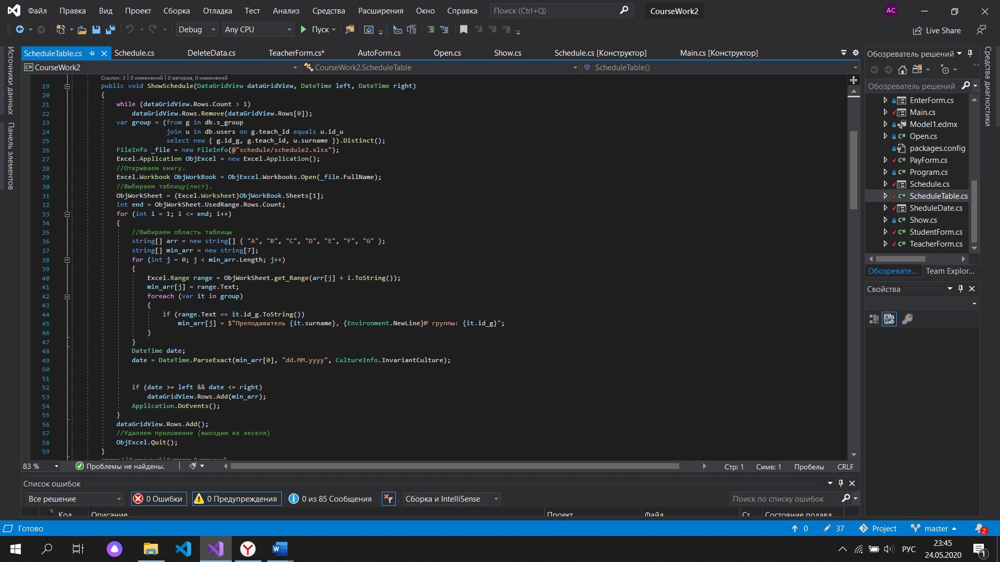 Файл Правка Вид Проект Сборка Отладка Тест Анализ Средства Расширения Окно Справка Поиск (Ctrl+Q) CourseWork2 AC
Debug Any CPU Пуск Live Share
Источники данных
Панель элементов
ScheduleTable.cs Schedule.cs DeleteData.cs TeacherForm.cs* AutoForm.cs Open.cs Show.cs Schedule.cs [Конструктор] Main.cs [Конструктор]
CourseWork2 CourseWork2.ScheduleTable ScheduleTable()
Ссылок: 3 | 0 изменений | 0 авторов, 0 изменений
19 public void ShowSchedule(DataGridView dataGridView, DateTime left, DateTime right)
20 {
21 while (dataGridView.Rows.Count > 1)
22 dataGridView.Rows.Remove(dataGridView.Rows[0]);
23 var group = (from g in db.s_group
24 join u in db.users on g.teach_id equals u.id_u
25 select new { g.id_g, g.teach_id, u.surname }).Distinct();
26 FileInfo _file = new FileInfo(@"schedule/schedule2.xlsx");
27 Excel.Application ObjExcel = new Excel.Application();
28 //Открываем книгу.
29 Excel.Workbook ObjWorkBook = ObjExcel.Workbooks.Open(_file.FullName);
30 //Выбираем таблицу(лист).
31 ObjWorkSheet = (Excel.Worksheet)ObjWorkBook.Sheets[1];
32 int end = ObjWorkSheet.UsedRange.Rows.Count;
33 for (int i = 1; i <= end; i++)
34 {
35 //Выбираем область таблицы
36 string[] arr = new string[] { "A", "B", "C", "D", "E", "F", "G" };
37 string[] min_arr = new string[7];
38 for (int j = 0; j < min_arr.Length; j++)
39 {
40 Excel.Range range = ObjWorkSheet.get_Range(arr[j] + i.ToString());
41 min_arr[j] = range.Text;
42 foreach (var it in group)
43 {
44 if (range.Text == it.id_g.ToString())
45 min_arr[j] = $"Преподаватель {it.surname}, {Environment.NewLine}№ группы: {it.id_g}";
46 }
47 }
48 DateTime date;
49 date = DateTime.ParseExact(min_arr[0], "dd.MM.yyyy", CultureInfo.InvariantCulture);
50
51
52 if (date >= left && date <= right)
53 dataGridView.Rows.Add(min_arr);
54 Application.DoEvents();
55 }
56 dataGridView.Rows.Add();
57 //Удаляем приложение (выходим из экселя)
58 ObjExcel.Quit();
59 }
ссылка: 1 | 0 изменений | 0 авторов, 0 изменений
83 % Проблемы не найдены. Стр: 1 Симв: 1 Пробелы CRLF
Список ошибок
Все решение 0 Ошибки 0 Предупреждения 0 из 85 Сообщения Сборка и IntelliSense Поиск по списку ошибок
Код Описание Проект Файл Ст Состояние подавл
Обозреватель решений
Обозреватель решений
EnterForm.cs
Main.cs
Model1.edmx
Open.cs
packages.config
PayForm.cs
Program.cs
Schedule.cs
ScheduleTable.cs
SheduleDate.cs
Show.cs
StudentForm.cs
TeacherForm.cs
Обозревате... Team Explor...
Свойства
Средства диагностики
Готово 0 37 Project master 2
РУС 23:45
24.05.2020 1